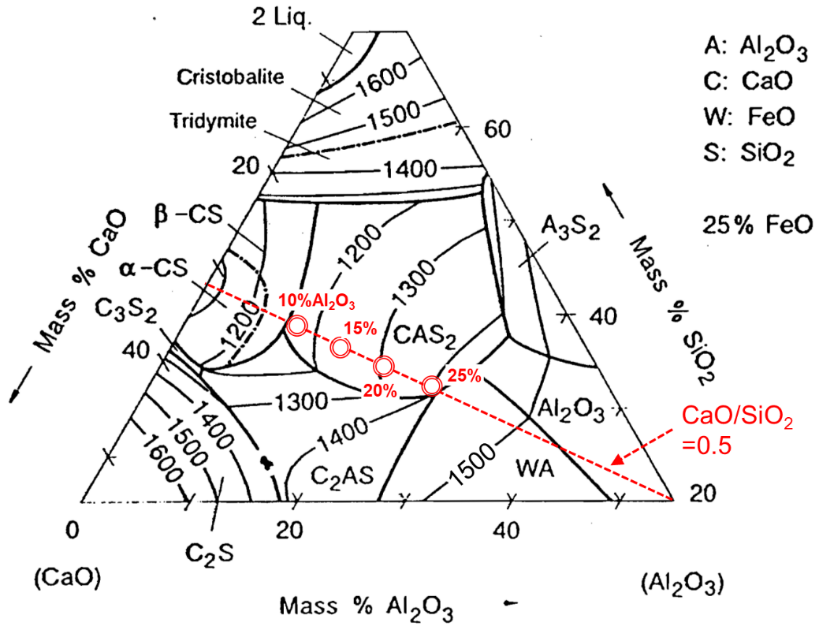 2 Liq.
A: Al₂O₃
Cristobalite
1600
C: CaO
Tridymite
1500
60
W: FeO
20
1400
S: SiO₂
β-CS
A₃S₂
25% FeO
1200
α-CS
1300
Mass % CaO
Mass % SiO₂
C₃S₂
1200
10%Al₂O₃
15%
CAS₂
40
40
20%
25%
1300
Al₂O₃
CaO/SiO₂
=0.5
1400
1400
1500
1600
C₂AS
1500
WA
20
0
20
40
C₂S
(CaO)
(Al₂O₃)
Mass % Al₂O₃